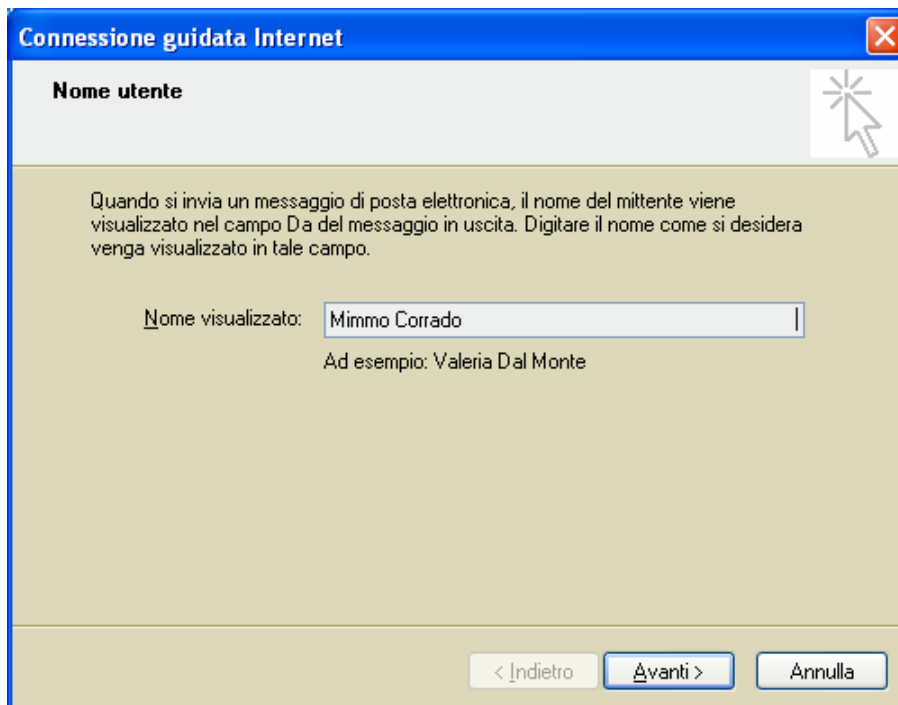 Connessione guidata Internet
Nome utente
Quando si invia un messaggio di posta elettronica, il nome del mittente viene
visualizzato nel campo Da del messaggio in uscita. Digitare il nome come si desidera
venga visualizzato in tale campo.
Nome visualizzato: Mimmo Corrado
Ad esempio: Valeria Dal Monte
< Indietro Avanti > Annulla